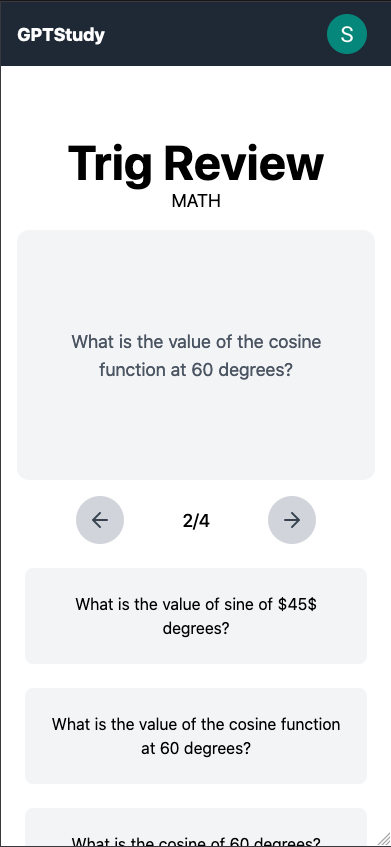 GPTStudy
S
Trig Review
MATH
What is the value of the cosine
function at 60 degrees?
2/4
What is the value of sine of $45$
degrees?
What is the value of the cosine function
at 60 degrees?
What is the cosine of 60 degrees?